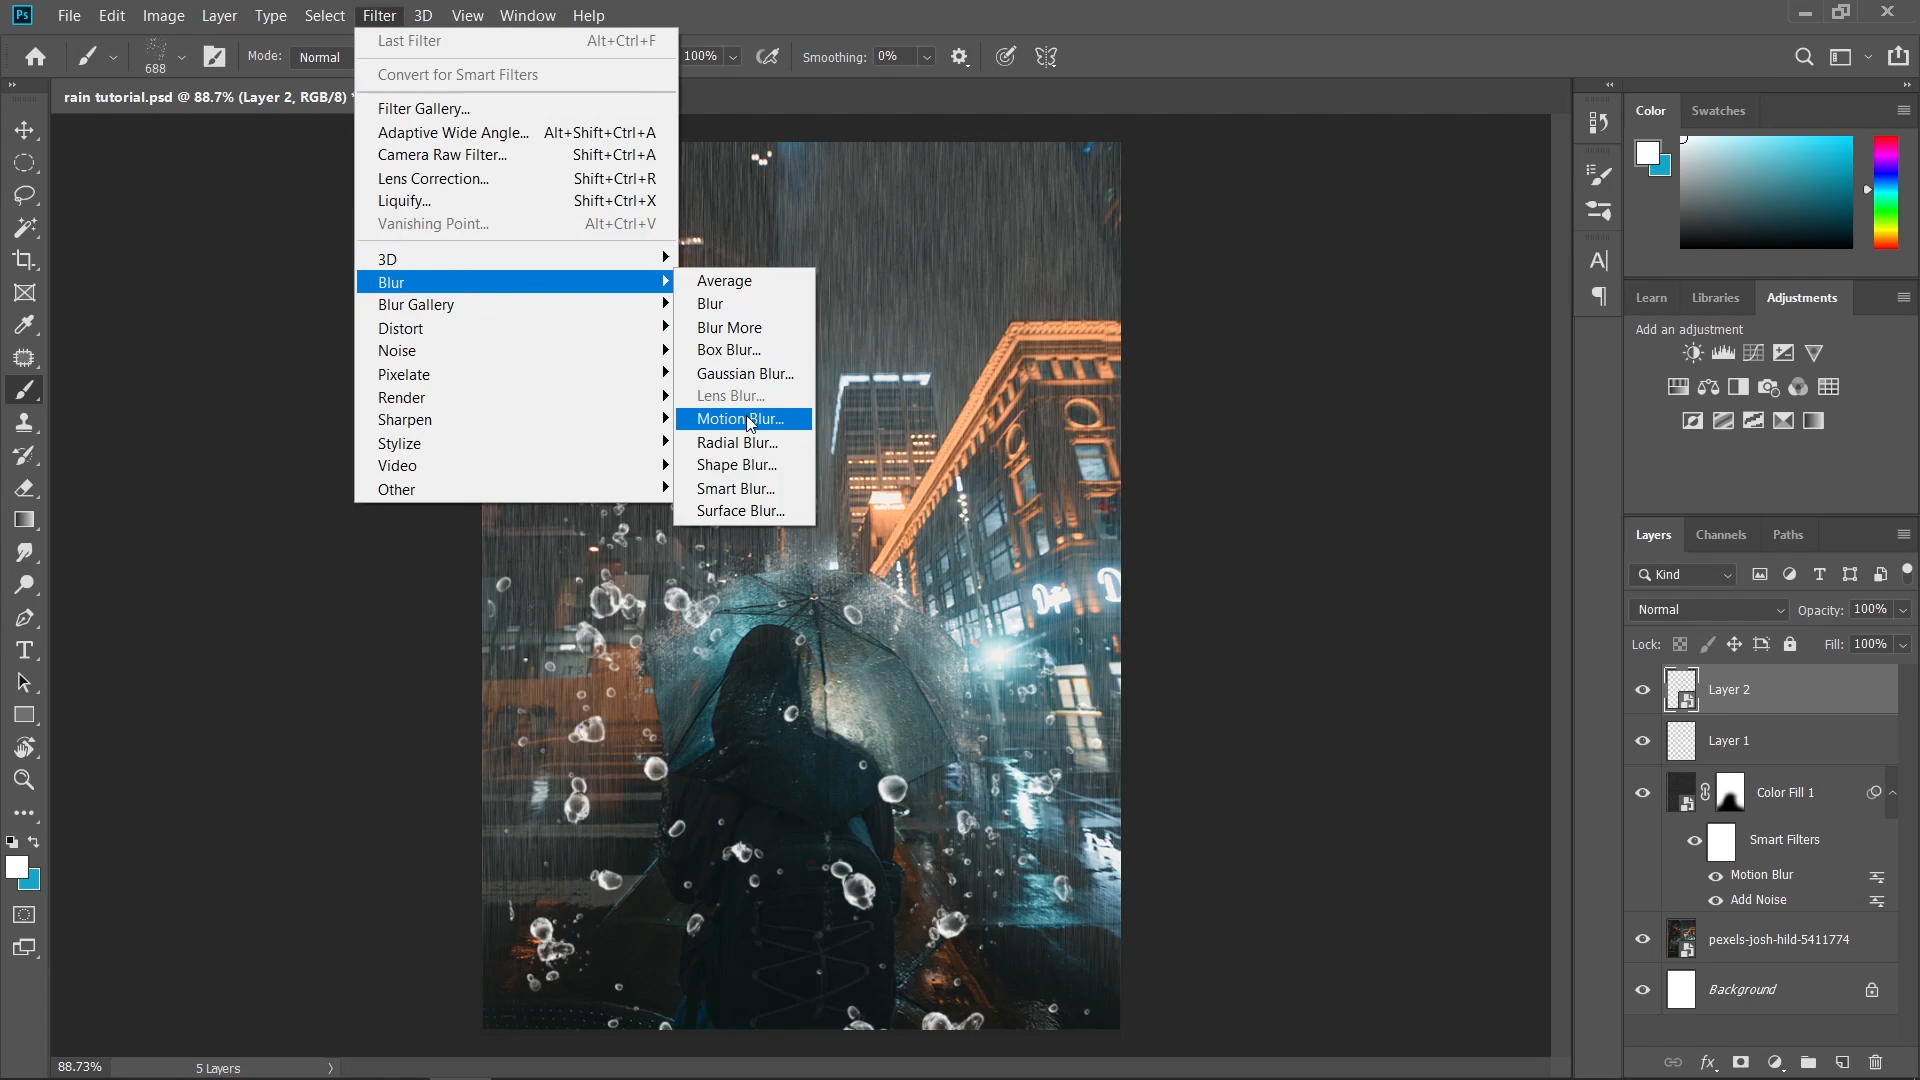 Ps File Edit Image Layer Type Select Filter 3D View Window Help
688 Mode: Normal 100% Smoothing: 0%
rain tutorial.psd @ 88.7% (Layer 2, RGB/8) *
Last Filter Alt+Ctrl+F
Convert for Smart Filters
Filter Gallery...
Adaptive Wide Angle... Alt+Shift+Ctrl+A
Camera Raw Filter... Shift+Ctrl+A
Lens Correction... Shift+Ctrl+R
Liquify... Shift+Ctrl+X
Vanishing Point... Alt+Ctrl+V
3D
Blur
Blur Gallery
Distort
Noise
Pixelate
Render
Sharpen
Stylize
Video
Other
Average
Blur
Blur More
Box Blur...
Gaussian Blur...
Lens Blur...
Motion Blur...
Radial Blur...
Shape Blur...
Smart Blur...
Surface Blur...
Color Swatches
Learn Libraries Adjustments
Add an adjustment
Layers Channels Paths
Kind
Normal Opacity: 100%
Lock: Fill: 100%
Layer 2
Layer 1
Color Fill 1
Smart Filters
Motion Blur
Add Noise
pexels-josh-hild-5411774
Background
88.73% 5 Layers